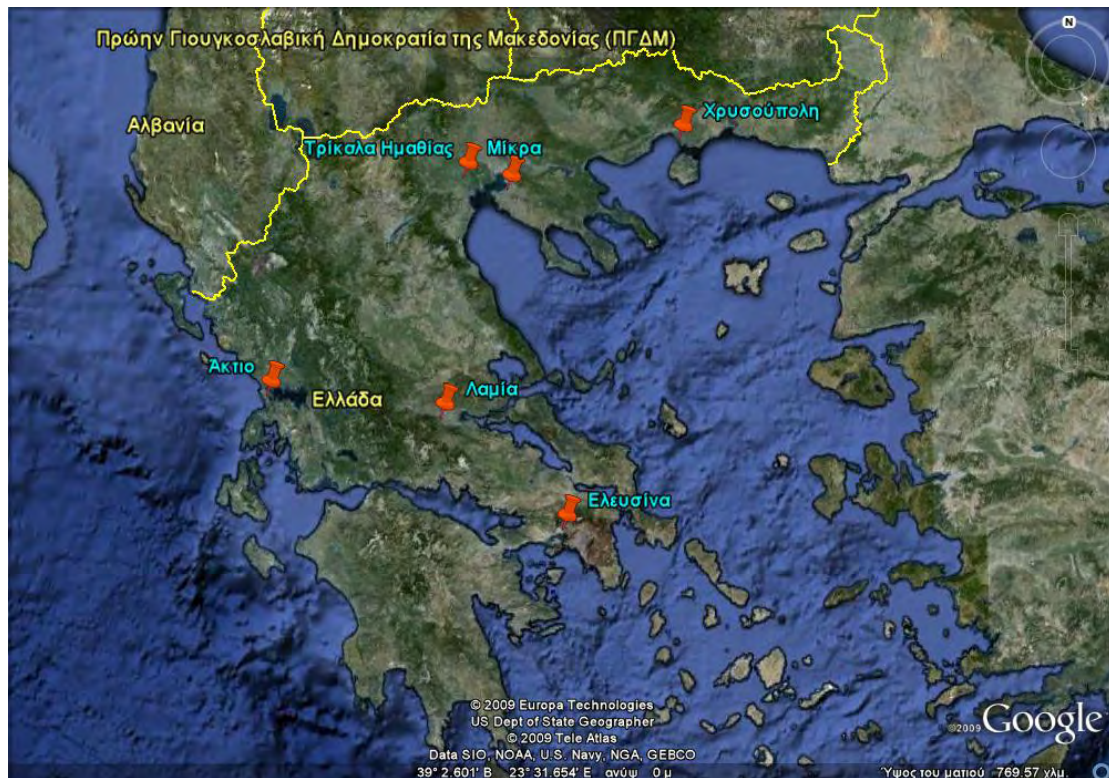 N
Πρώην Γιουγκοσλαβική Δημοκρατία της Μακεδονίας (ΠΓΔΜ)
Χρυσούπολη
Αλβανία
Τρίκαλα Ημαθίας Μίκρα
Άκτιο
Ελλάδα
Λαμία
Ελευσίνα
© 2009 Europa Technologies
US Dept of State Geographer
© 2009 Tele Atlas
Data SIO, NOAA, U.S. Navy, NGA, GEBCO
©2009 Google
39° 2.601' Β 23° 31.654' Ε ανύψ 0 μ
Ύψος του ματιού 769.57 χλμ